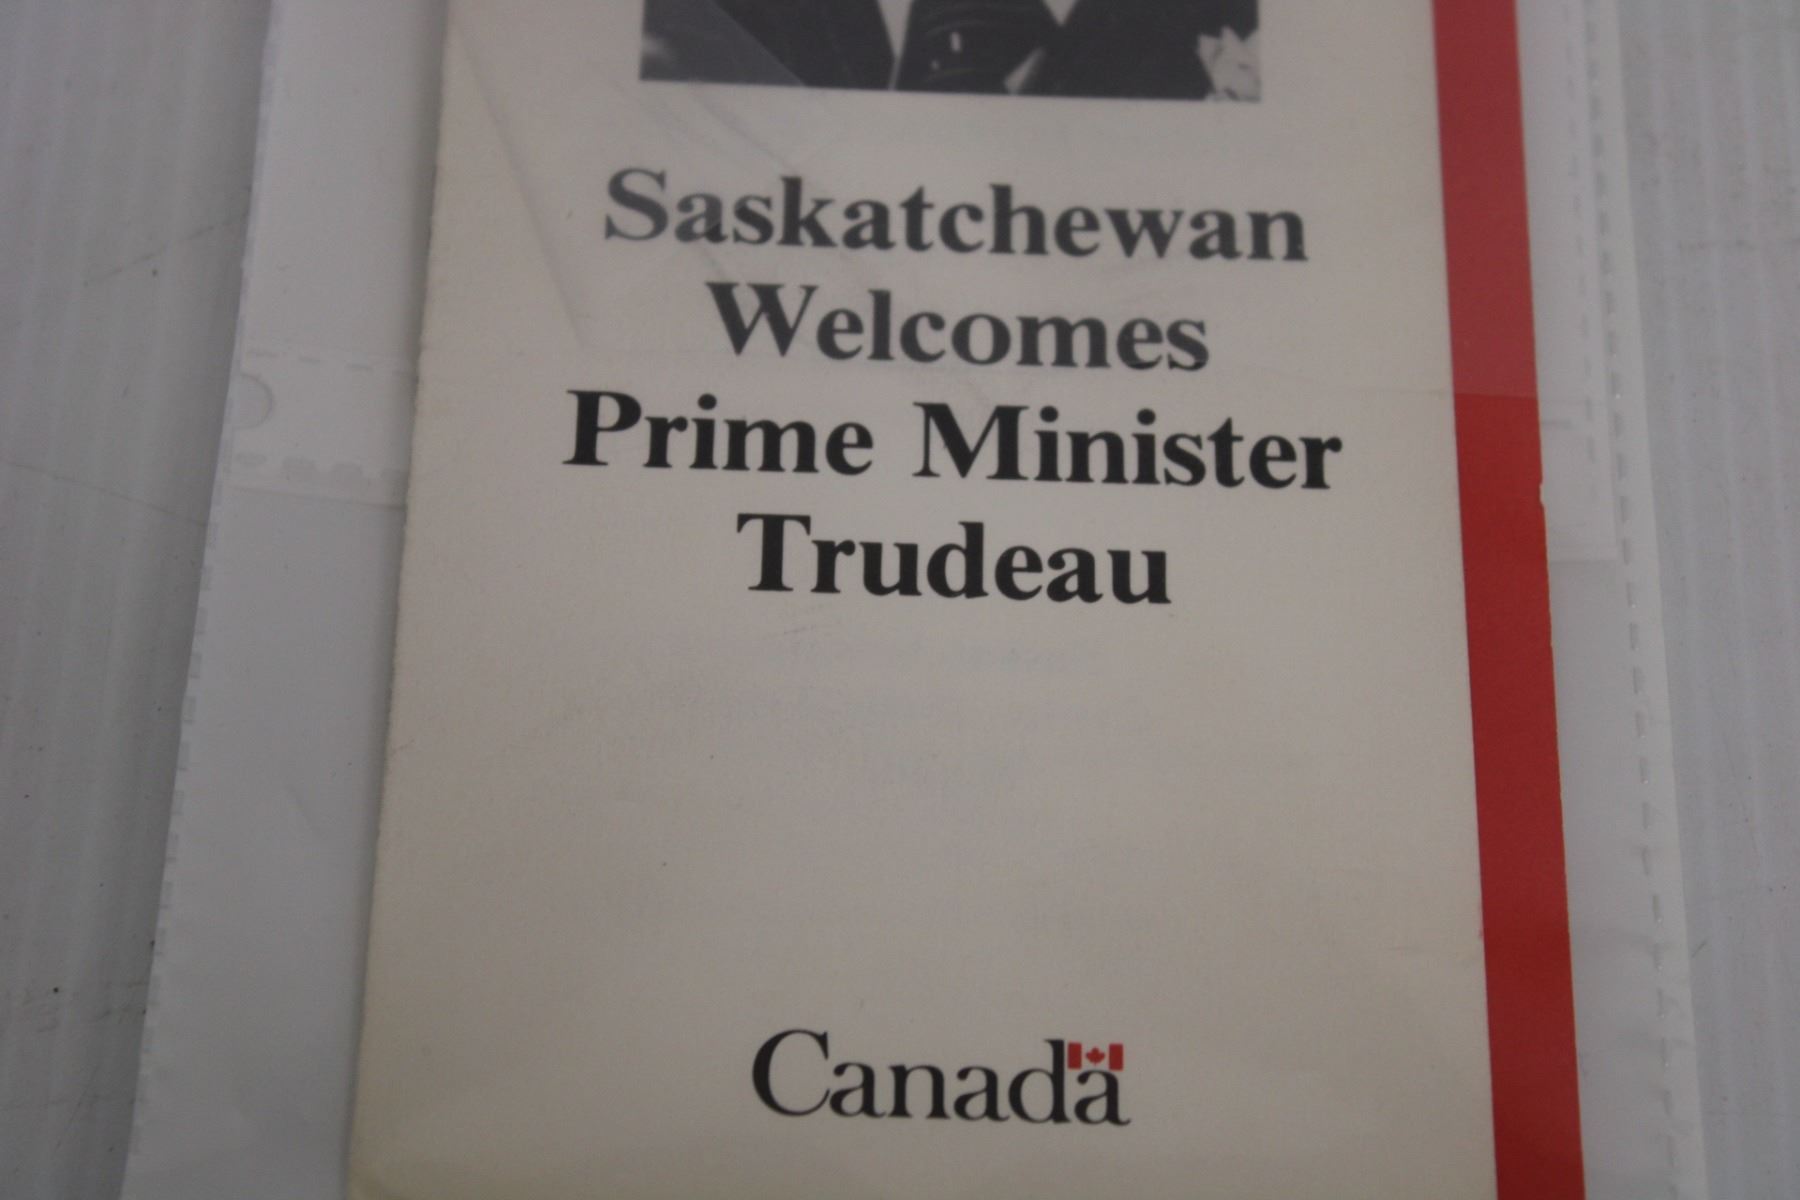 Saskatchewan
Welcomes
Prime Minister
Trudeau
Canada